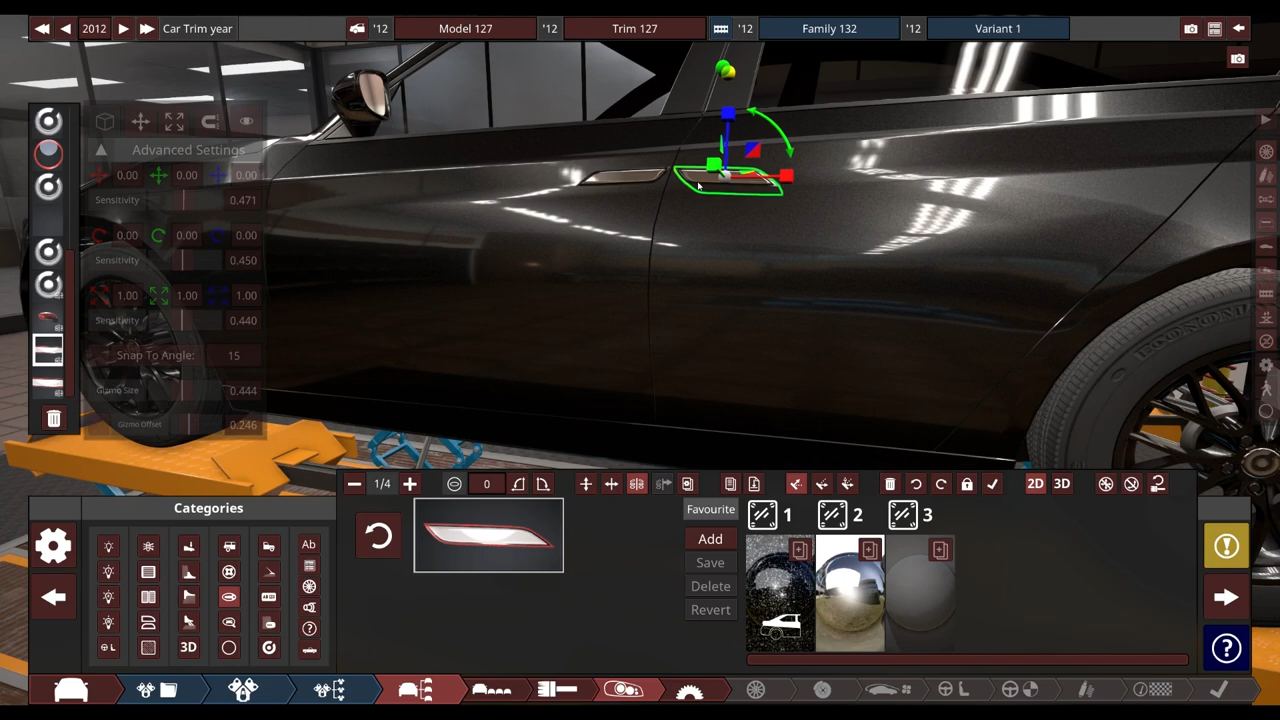 2012 Car Trim year '12 Model 127 '12 Trim 127 '12 Family 132 '12 Variant 1
Advanced Settings
0.00 0.00 0.00
Sensitivity 0.471
0.00 0.00 0.00
Sensitivity 0.450
1.00 1.00 1.00
Sensitivity 0.440
Snap To Angle: 15
Gizmo Size 0.444
Gizmo Offset 0.246
1/4 0 2D 3D
Categories
Ab
L
3D
Favourite
Add
Save
Delete
Revert
1 2 3